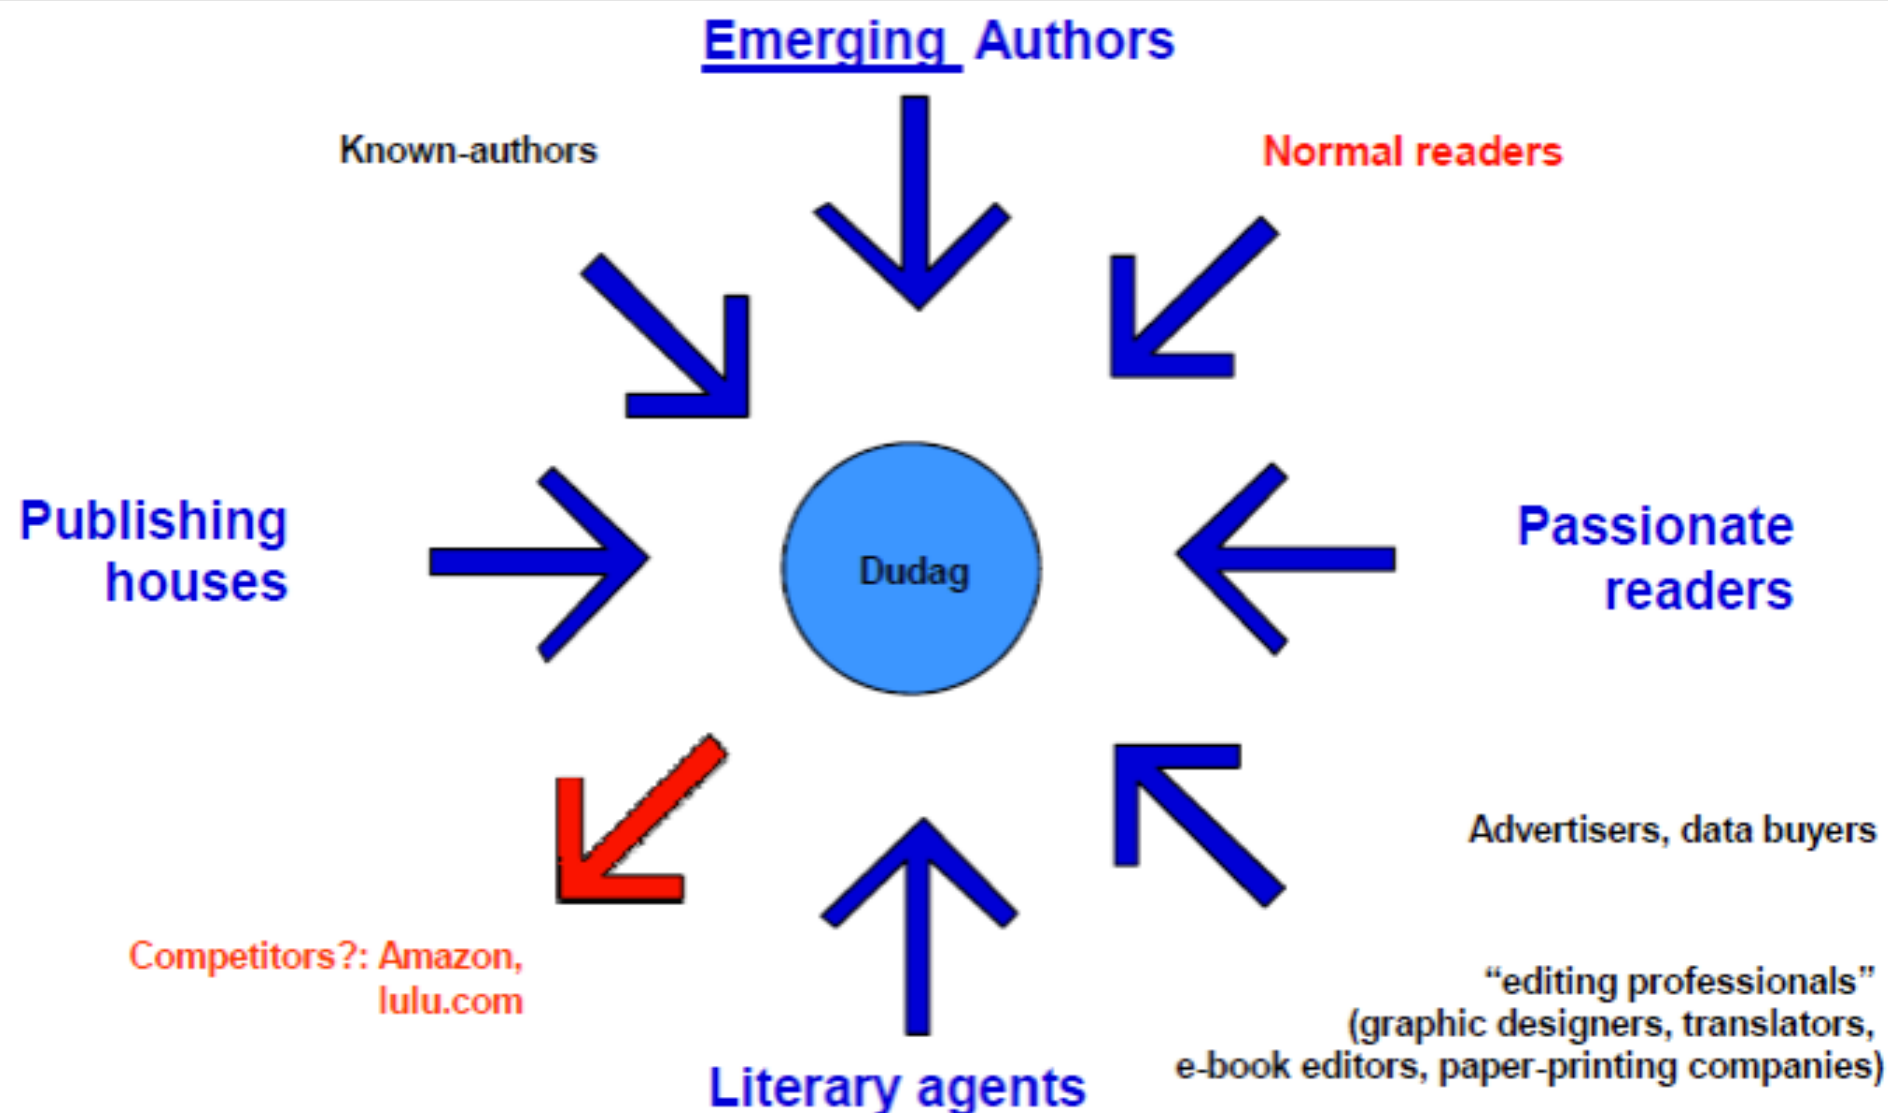 Emerging Authors
Known-authors
Normal readers
Publishing
houses
Dudag
Passionate
readers
Advertisers, data buyers
Competitors?: Amazon,
lulu.com
“editing professionals”
(graphic designers, translators,
e-book editors, paper-printing companies)
Literary agents